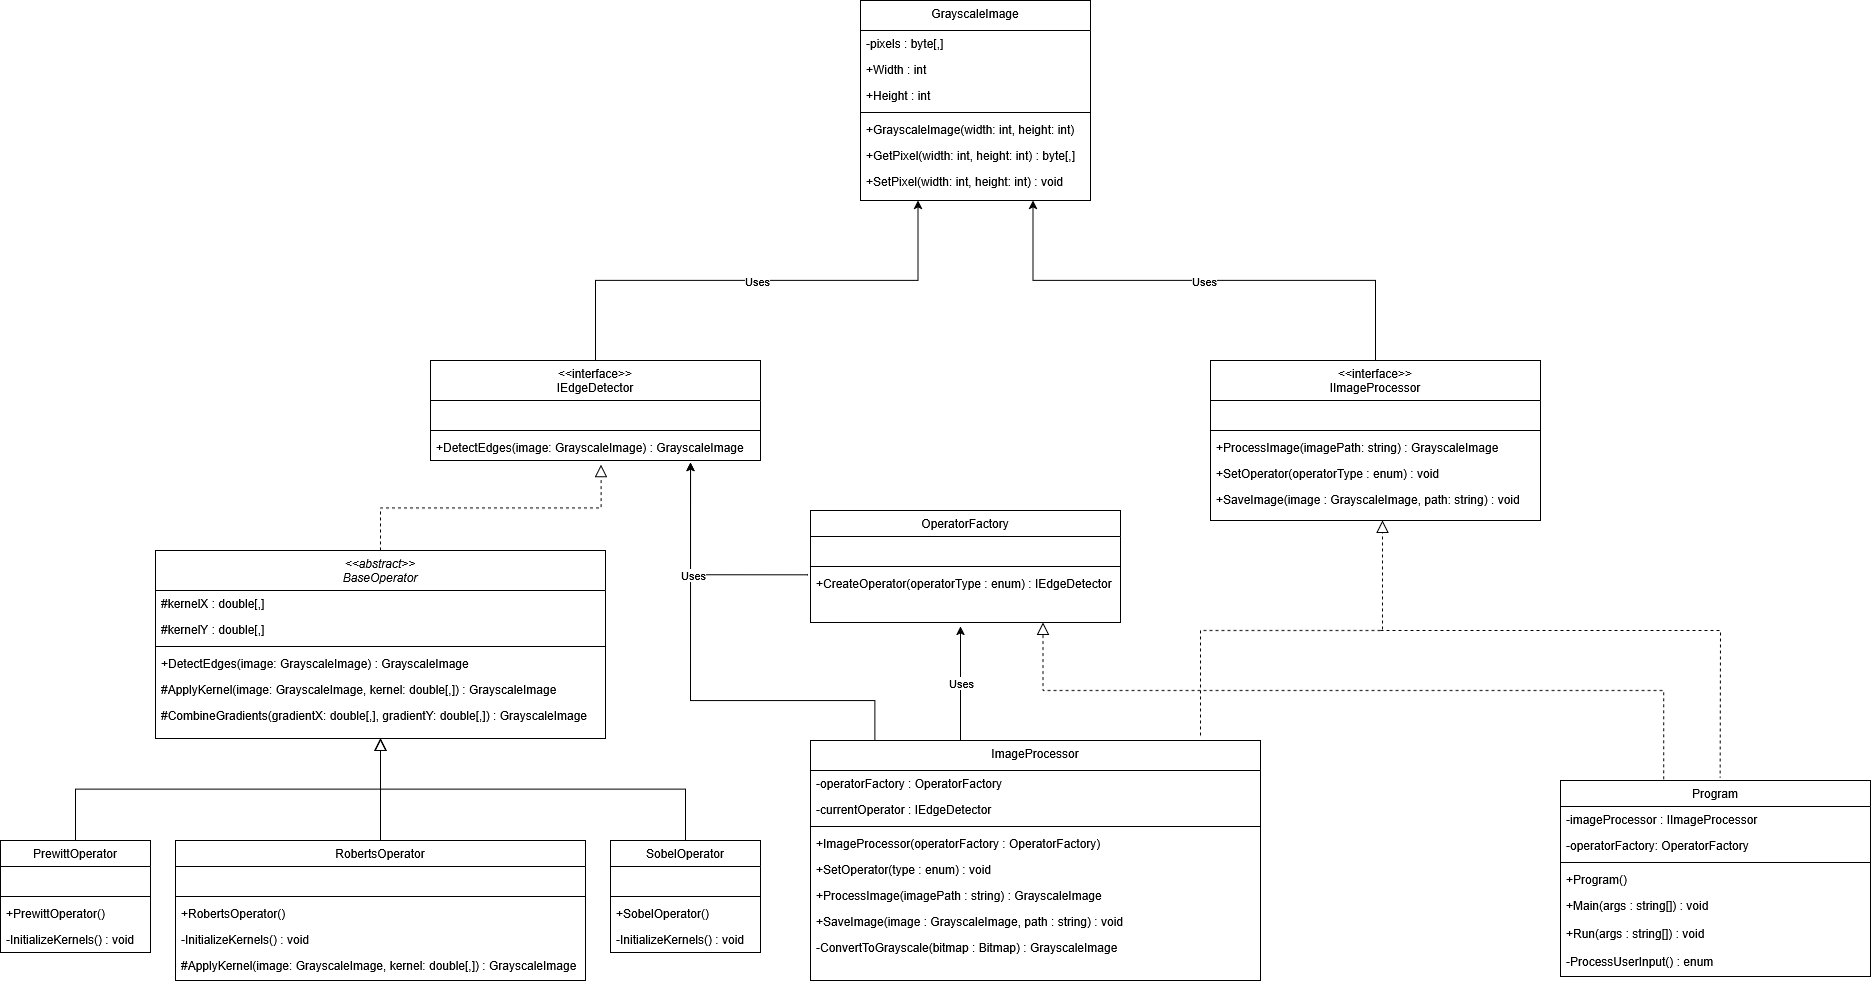 GrayscaleImage
-pixels : byte[,]
+Width : int
+Height : int
+GrayscaleImage(width: int, height: int)
+GetPixel(width: int, height: int) : byte[,]
+SetPixel(width: int, height: int) : void
Uses
Uses
<<interface>>
IEdgeDetector
+DetectEdges(image: GrayscaleImage) : GrayscaleImage
<<interface>>
IImageProcessor
+ProcessImage(imagePath: string) : GrayscaleImage
+SetOperator(operatorType : enum) : void
+SaveImage(image : GrayscaleImage, path: string) : void
OperatorFactory
+CreateOperator(operatorType : enum) : IEdgeDetector
Uses
Uses
<<abstract>>
BaseOperator
#kernelX : double[,]
#kernelY : double[,]
+DetectEdges(image: GrayscaleImage) : GrayscaleImage
#ApplyKernel(image: GrayscaleImage, kernel: double[,]) : GrayscaleImage
#CombineGradients(gradientX: double[,], gradientY: double[,]) : GrayscaleImage
PrewittOperator
+PrewittOperator()
-InitializeKernels() : void
RobertsOperator
+RobertsOperator()
-InitializeKernels() : void
#ApplyKernel(image: GrayscaleImage, kernel: double[,]) : GrayscaleImage
SobelOperator
+SobelOperator()
-InitializeKernels() : void
ImageProcessor
-operatorFactory : OperatorFactory
-currentOperator : IEdgeDetector
+ImageProcessor(operatorFactory : OperatorFactory)
+SetOperator(type : enum) : void
+ProcessImage(imagePath : string) : GrayscaleImage
+SaveImage(image : GrayscaleImage, path : string) : void
-ConvertToGrayscale(bitmap : Bitmap) : GrayscaleImage
Program
-imageProcessor : IImageProcessor
-operatorFactory: OperatorFactory
+Program()
+Main(args : string[]) : void
+Run(args : string[]) : void
-ProcessUserInput() : enum